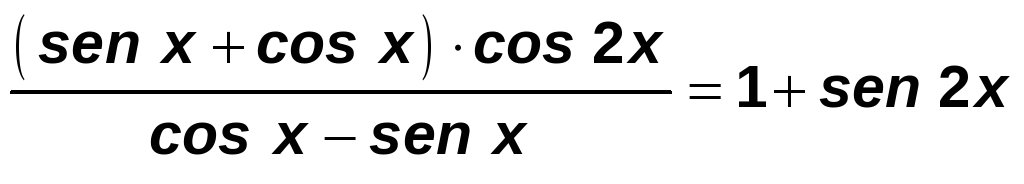 (sen x + cos x) · cos 2x
cos x − sen x
= 1 + sen 2x